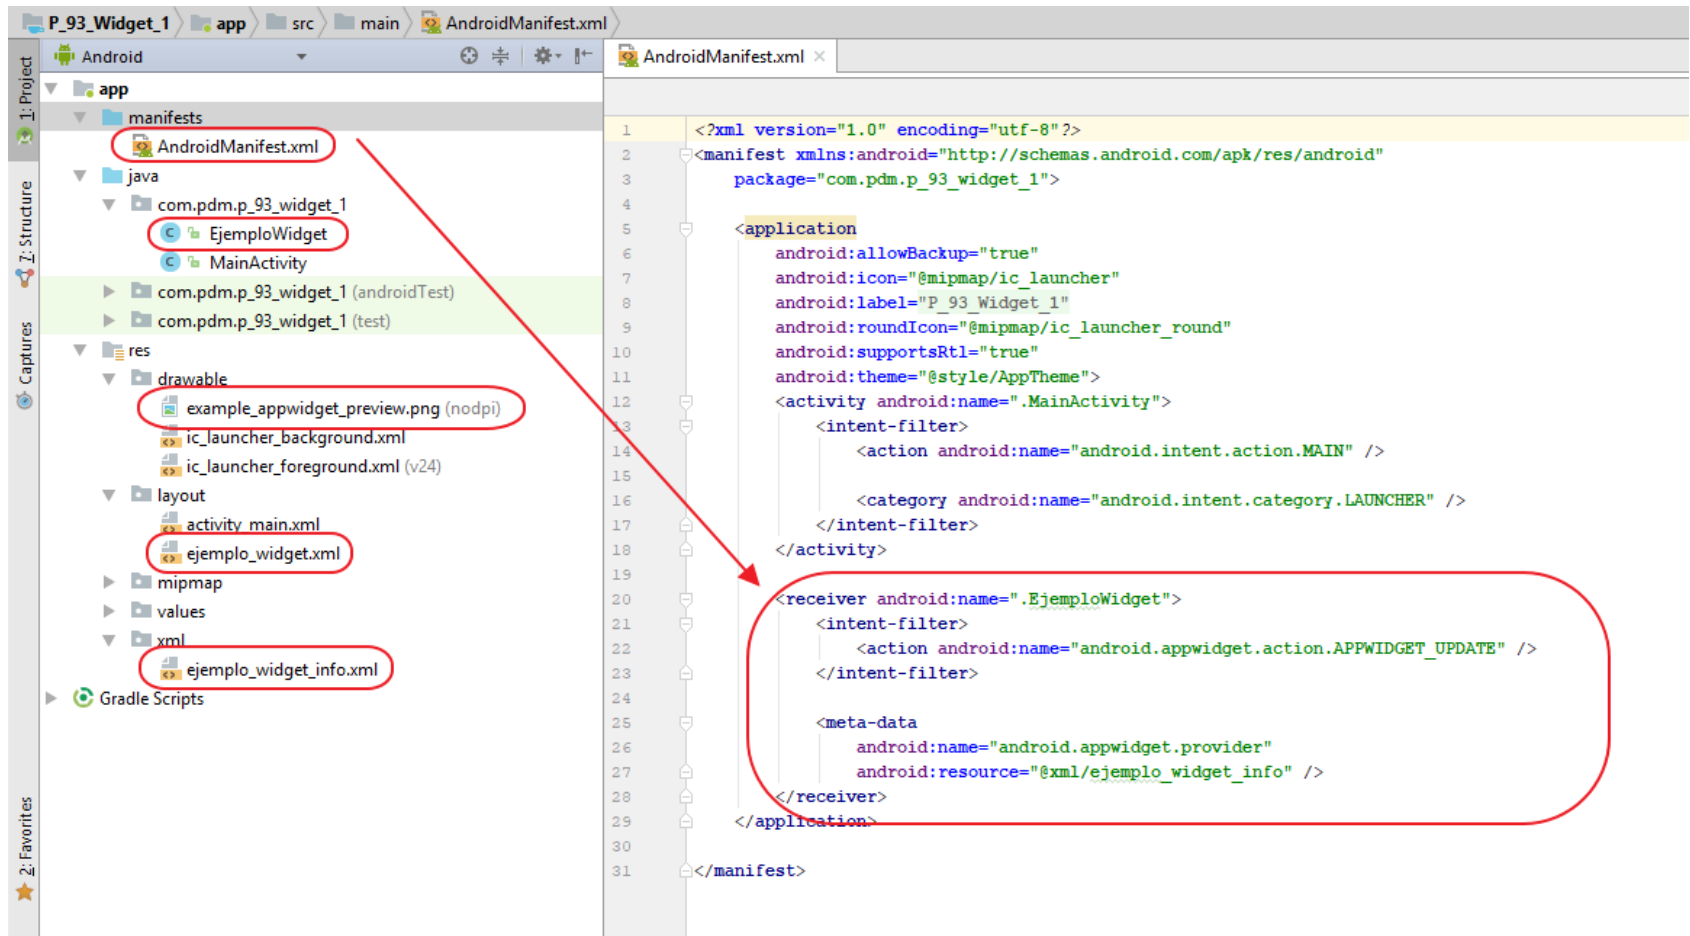 P_93_Widget_1 app src main AndroidManifest.xml
Android
1: Project
7: Structure
Captures
2: Favorites
app
manifests
AndroidManifest.xml
java
com.pdm.p_93_widget_1
EjemploWidget
MainActivity
com.pdm.p_93_widget_1 (androidTest)
com.pdm.p_93_widget_1 (test)
res
drawable
example_appwidget_preview.png (nodpi)
ic_launcher_background.xml
ic_launcher_foreground.xml (v24)
layout
activity_main.xml
ejemplo_widget.xml
mipmap
values
xml
ejemplo_widget_info.xml
Gradle Scripts
AndroidManifest.xml
1 <?xml version="1.0" encoding="utf-8"?>
2 <manifest xmlns:android="http://schemas.android.com/apk/res/android"
3 package="com.pdm.p_93_widget_1">
4
5 <application
6 android:allowBackup="true"
7 android:icon="@mipmap/ic_launcher"
8 android:label="P_93_Widget_1"
9 android:roundIcon="@mipmap/ic_launcher_round"
10 android:supportsRtl="true"
11 android:theme="@style/AppTheme">
12 <activity android:name=".MainActivity">
13 <intent-filter>
14 <action android:name="android.intent.action.MAIN" />
15
16 <category android:name="android.intent.category.LAUNCHER" />
17 </intent-filter>
18 </activity>
19
20 <receiver android:name=".EjemploWidget">
21 <intent-filter>
22 <action android:name="android.appwidget.action.APPWIDGET_UPDATE" />
23 </intent-filter>
24
25 <meta-data
26 android:name="android.appwidget.provider"
27 android:resource="@xml/ejemplo_widget_info" />
28 </receiver>
29 </application>
30
31 </manifest>